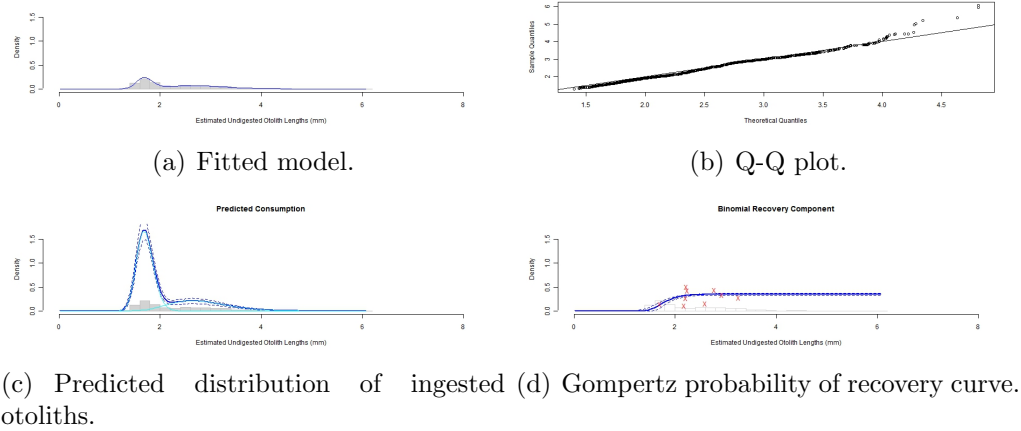 1.5
1.0
0.5
0.0
Density
0 2 4 6 8
Estimated Undigested Otolith Lengths (mm)
(a) Fitted model.
6
5
4
3
2
Sample Quantiles
1.5 2.0 2.5 3.0 3.5 4.0 4.5
Theoretical Quantiles
(b) Q-Q plot.
Predicted Consumption
1.5
1.0
0.5
0.0
Density
0 2 4 6 8
Estimated Undigested Otolith Lengths (mm)
(c) Predicted distribution of ingested
otoliths.
Binomial Recovery Component
1.5
1.0
0.5
0.0
Density
0 2 4 6 8
Estimated Undigested Otolith Lengths (mm)
(d) Gompertz probability of recovery curve.